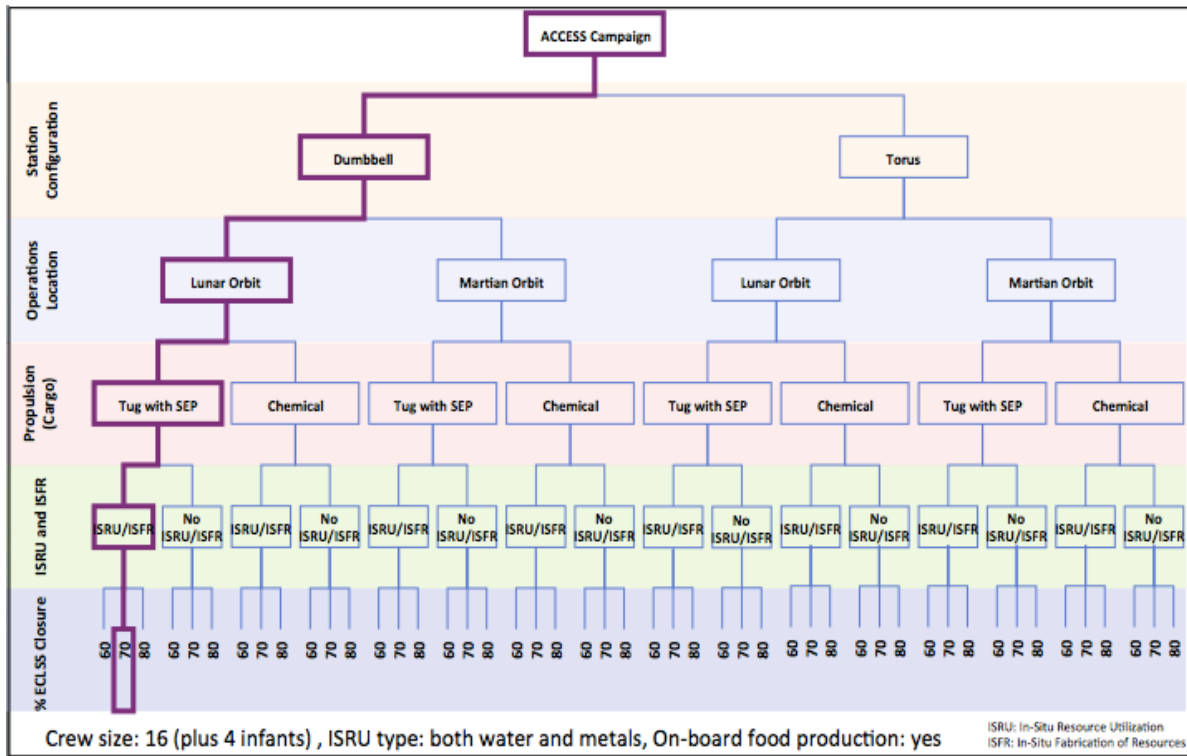 ACCESS Campaign
Station
Configuration
Dumbbell
Torus
Operations
Location
Lunar Orbit
Martian Orbit
Lunar Orbit
Martian Orbit
Propulsion
(Cargo)
Tug with SEP
Chemical
Tug with SEP
Chemical
Tug with SEP
Chemical
Tug with SEP
Chemical
ISRU and ISFR
ISRU/ISFR
No
ISRU/ISFR
ISRU/ISFR
No
ISRU/ISFR
ISRU/ISFR
No
ISRU/ISFR
ISRU/ISFR
No
ISRU/ISFR
ISRU/ISFR
No
ISRU/ISFR
ISRU/ISFR
No
ISRU/ISFR
ISRU/ISFR
No
ISRU/ISFR
ISRU/ISFR
No
ISRU/ISFR
% ECLSS Closure
60 70 80 60 70 80 60 70 80 60 70 80 60 70 80 60 70 80 60 70 80 60 70 80 60 70 80 60 70 80 60 70 80 60 70 80 60 70 80 60 70 80 60 70 80 60 70 80
Crew size: 16 (plus 4 infants) , ISRU type: both water and metals, On-board food production: yes
ISRU: In-Situ Resource Utilization
ISFR: In-Situ Fabrication of Resources